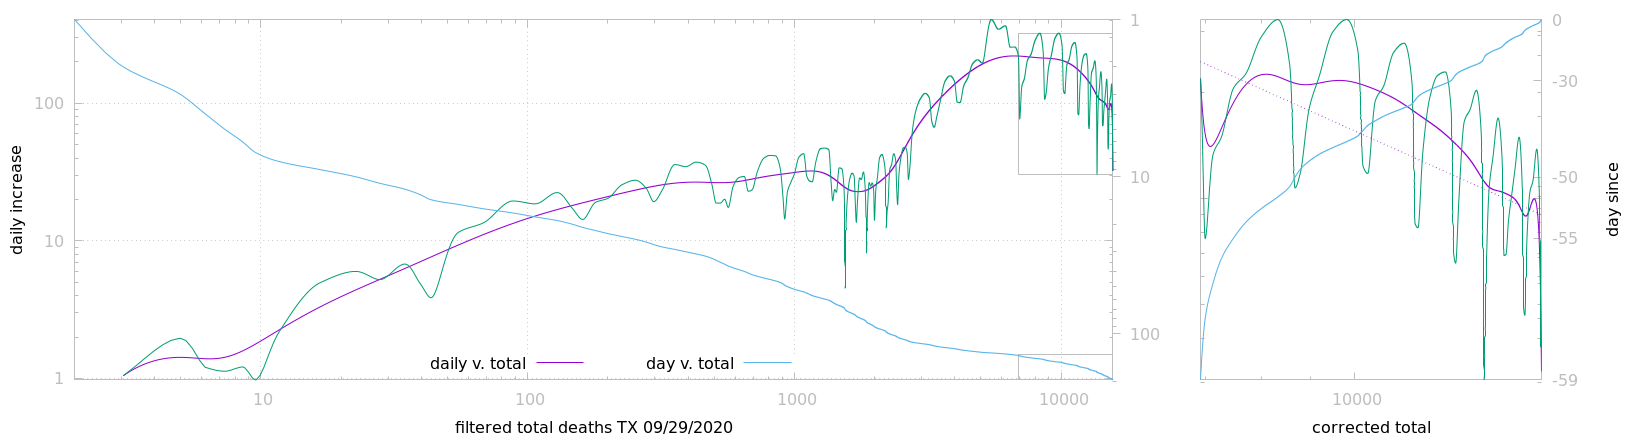 daily increase
100
10
1
daily v. total
day v. total
10
100
1000
10000
filtered total deaths TX 09/29/2020
1
10
100
10000
corrected total
0
-30
-50
-55
-59
day since